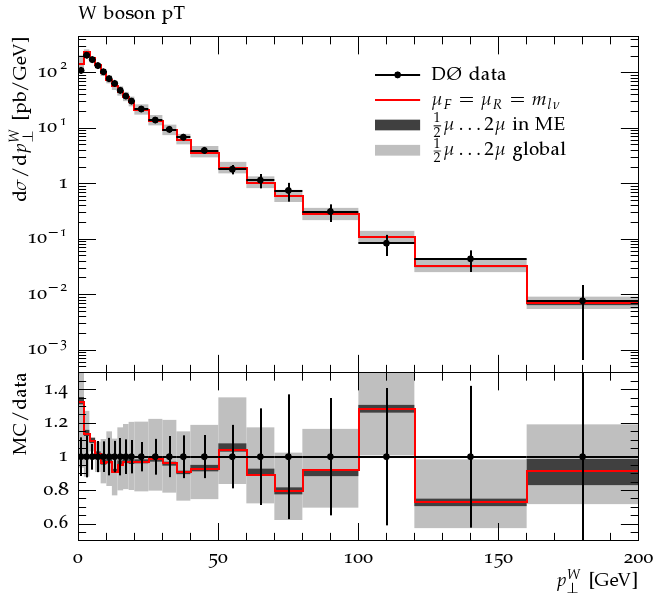 W boson pT
dσ/dp⊥^W [pb/GeV]
10²
10¹
1
10⁻¹
10⁻²
10⁻³
DØ data
μF = μR = mlν
½μ … 2μ in ME
½μ … 2μ global
MC/data
1.4
1.2
1
0.8
0.6
0 50 100 150 200
p⊥^W [GeV]